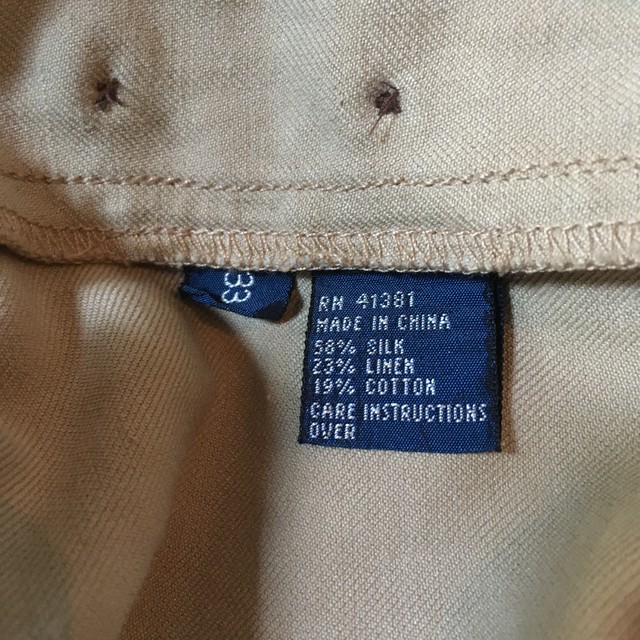 33
RN 41381
MADE IN CHINA
58% SILK
23% LINEN
19% COTTON
CARE INSTRUCTIONS
OVER